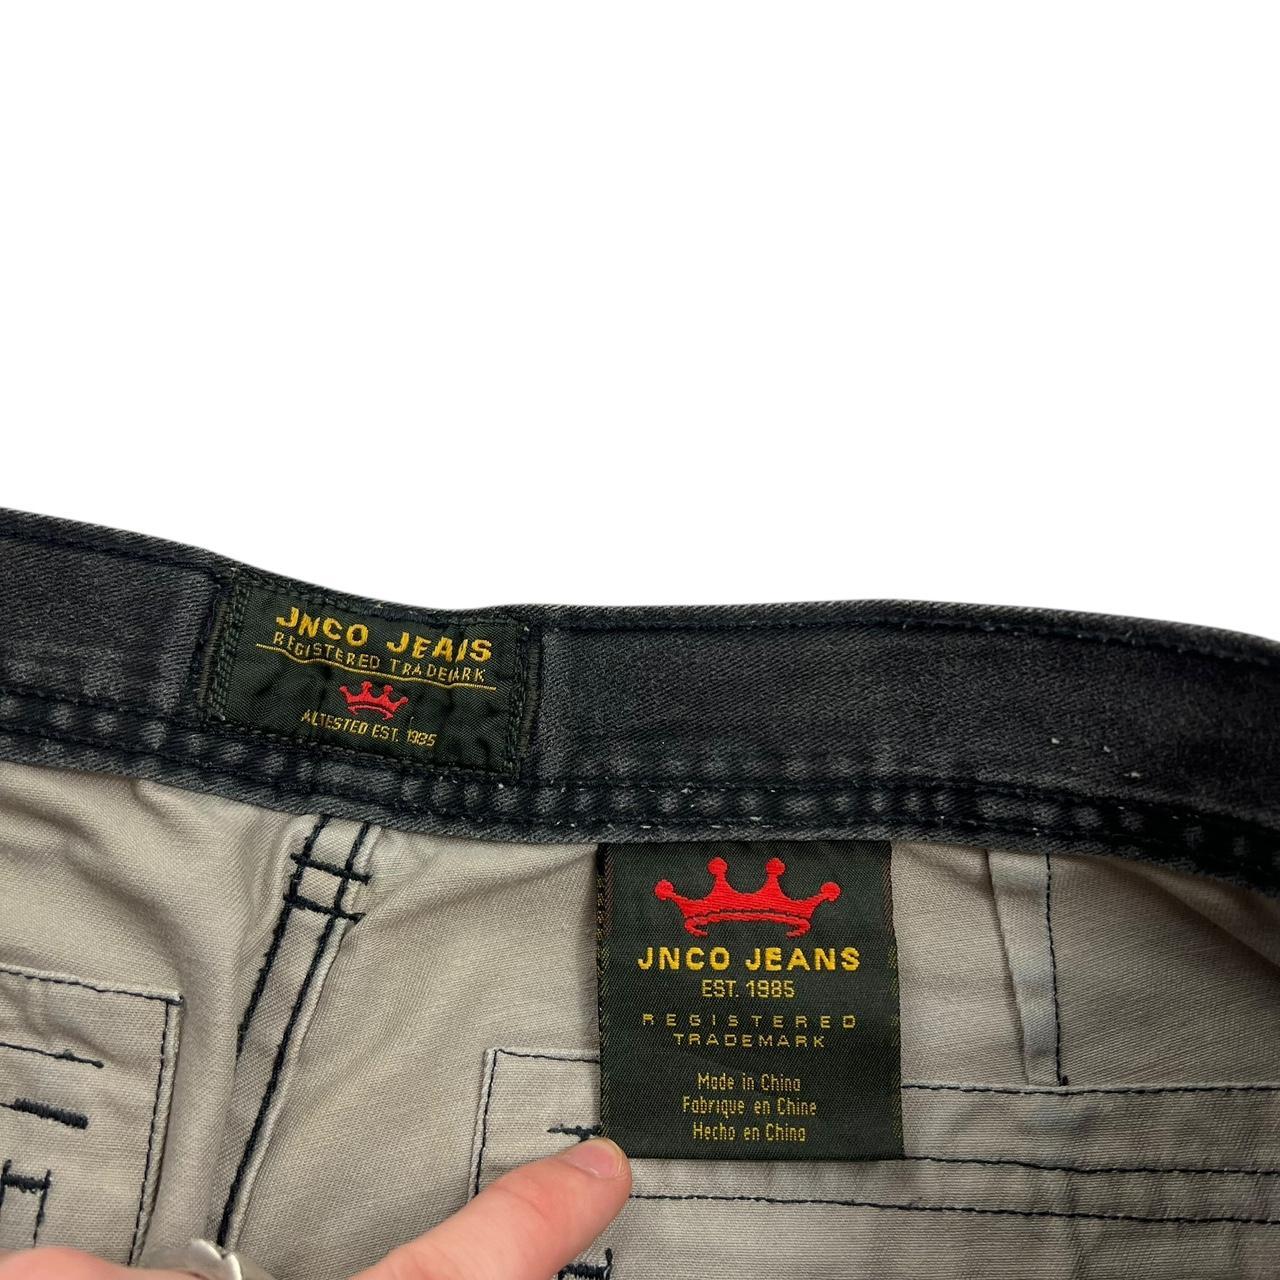 JNCO JEANS
REGISTERED TRADEMARK
ALTESTED EST. 1985
JNCO JEANS
EST. 1985
REGISTERED
TRADEMARK
Made in China
Fabrique en Chine
Hecho en China